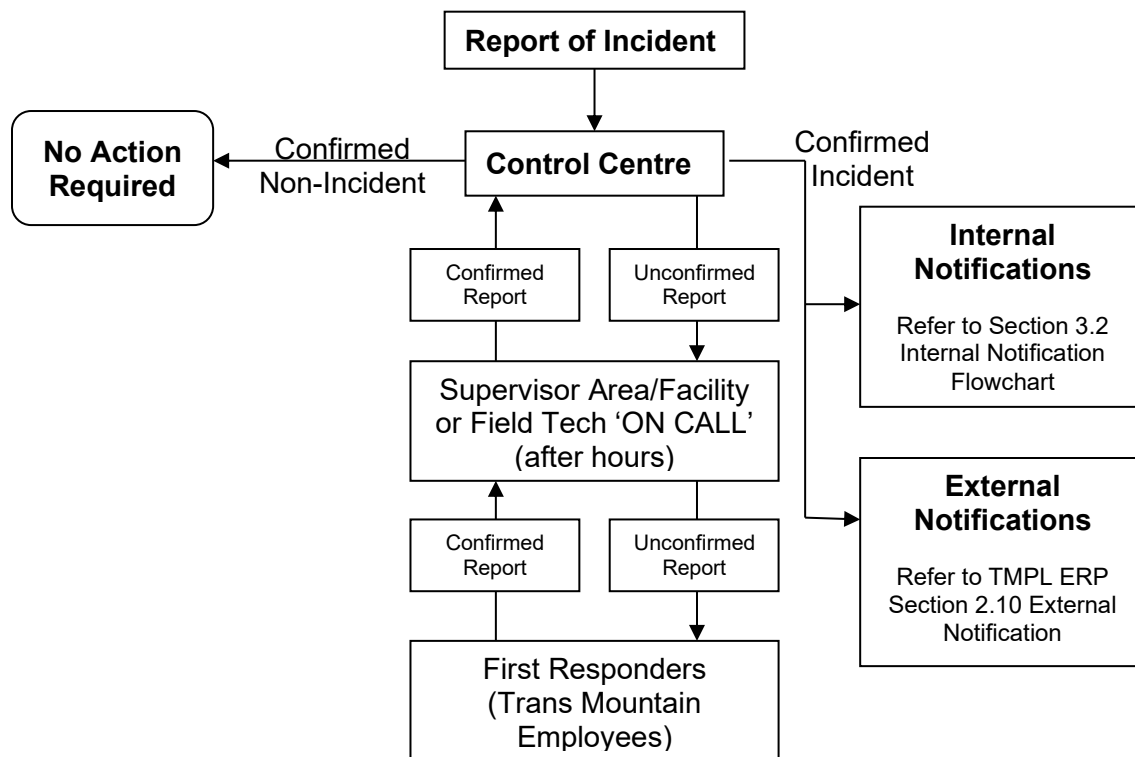 Report of Incident
No Action
Required
Confirmed
Non-Incident
Control Centre
Confirmed
Incident
Internal
Notifications
Refer to Section 3.2
Internal Notification
Flowchart
Confirmed
Report
Unconfirmed
Report
Supervisor Area/Facility
or Field Tech ‘ON CALL’
(after hours)
External
Notifications
Refer to TMPL ERP
Section 2.10 External
Notification
Confirmed
Report
Unconfirmed
Report
First Responders
(Trans Mountain
Employees)